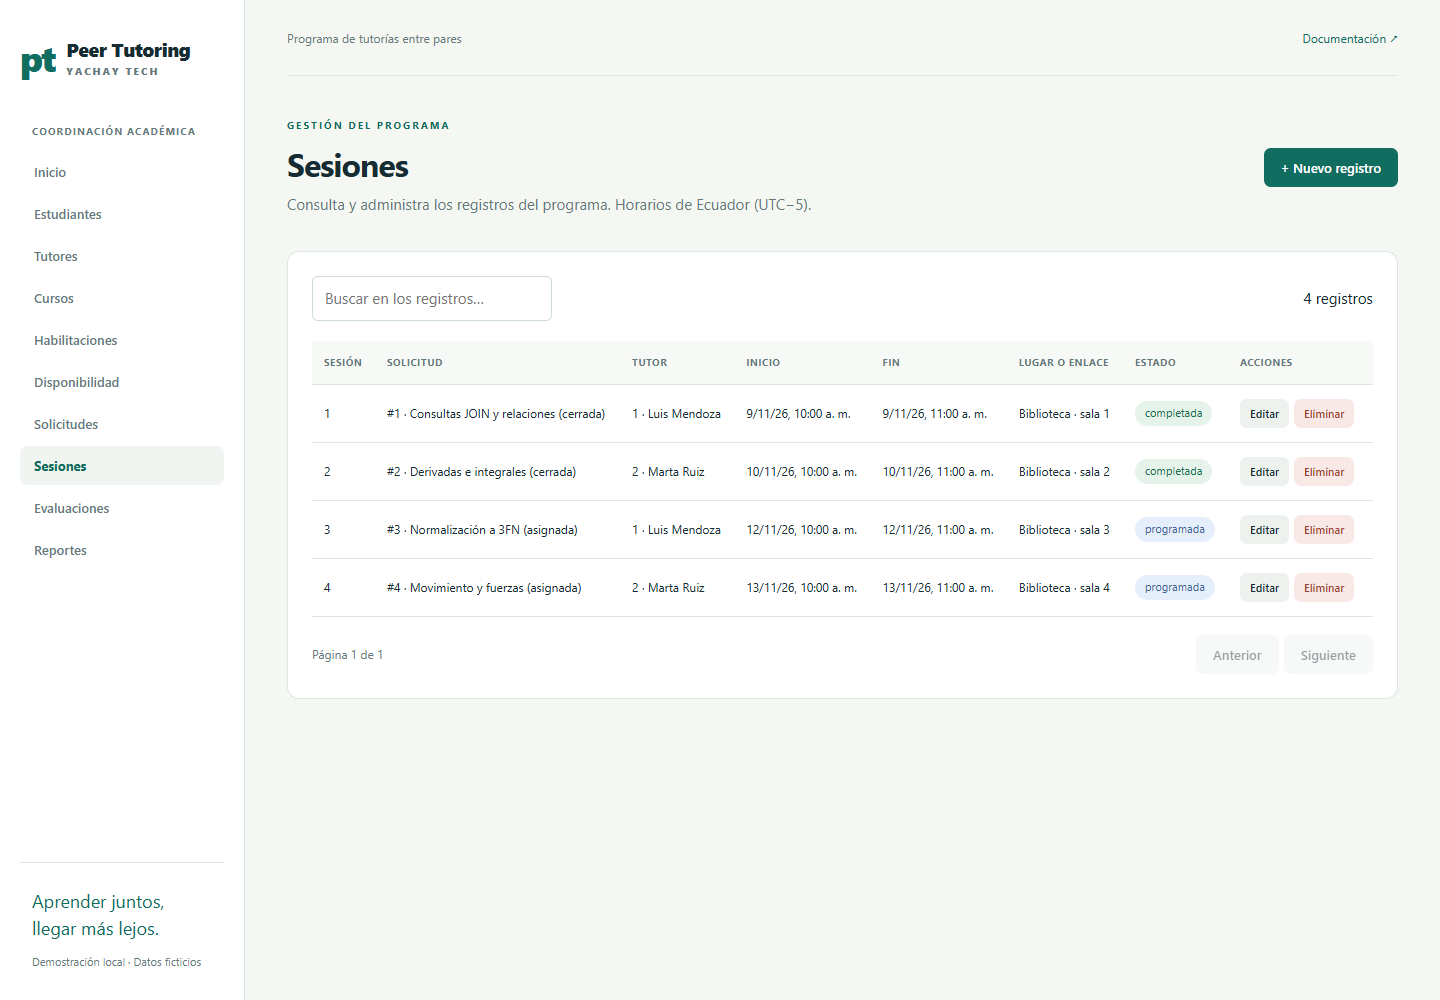 pt Peer Tutoring
YACHAY TECH
COORDINACIÓN ACADÉMICA
Inicio
Estudiantes
Tutores
Cursos
Habilitaciones
Disponibilidad
Solicitudes
Sesiones
Evaluaciones
Reportes
Aprender juntos,
llegar más lejos.
Demostración local · Datos ficticios
Programa de tutorías entre pares
Documentación ↗
GESTIÓN DEL PROGRAMA
Sesiones
+ Nuevo registro
Consulta y administra los registros del programa. Horarios de Ecuador (UTC−5).
Buscar en los registros...
4 registros
SESIÓN SOLICITUD TUTOR INICIO FIN LUGAR O ENLACE ESTADO ACCIONES
1 #1 · Consultas JOIN y relaciones (cerrada) 1 · Luis Mendoza 9/11/26, 10:00 a. m. 9/11/26, 11:00 a. m. Biblioteca · sala 1 completada Editar Eliminar
2 #2 · Derivadas e integrales (cerrada) 2 · Marta Ruiz 10/11/26, 10:00 a. m. 10/11/26, 11:00 a. m. Biblioteca · sala 2 completada Editar Eliminar
3 #3 · Normalización a 3FN (asignada) 1 · Luis Mendoza 12/11/26, 10:00 a. m. 12/11/26, 11:00 a. m. Biblioteca · sala 3 programada Editar Eliminar
4 #4 · Movimiento y fuerzas (asignada) 2 · Marta Ruiz 13/11/26, 10:00 a. m. 13/11/26, 11:00 a. m. Biblioteca · sala 4 programada Editar Eliminar
Página 1 de 1
Anterior Siguiente